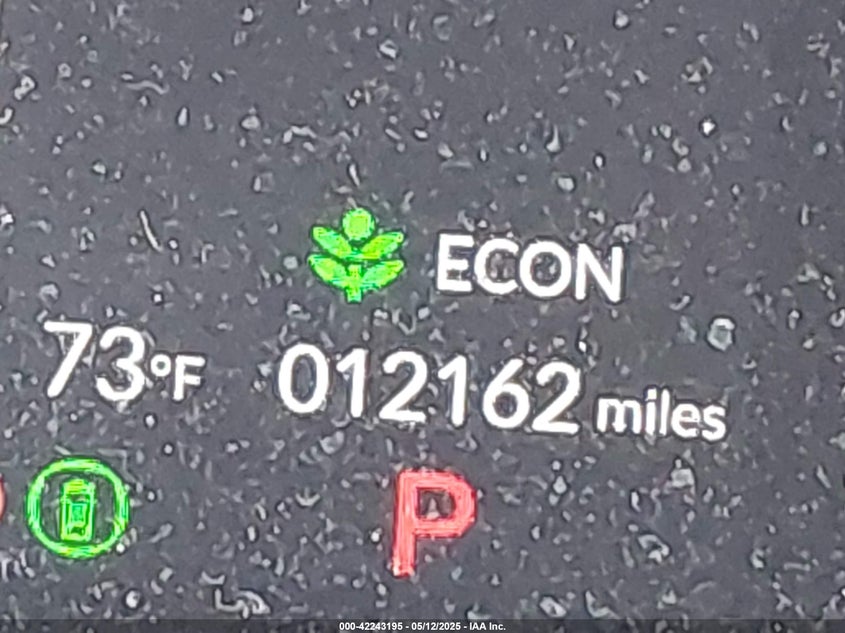 ECON
73°F 012162 miles
P
000-42243195 - 05/12/2025 - IAA Inc.